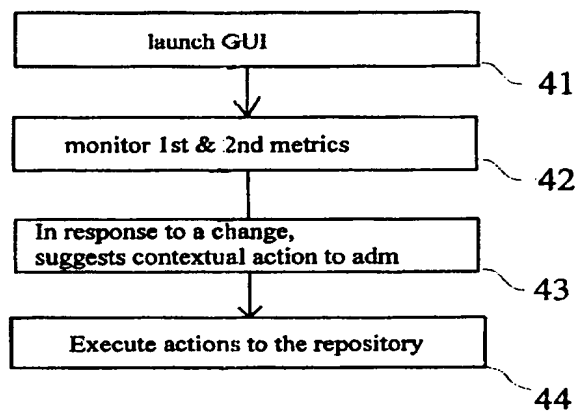 launch GUI
41
monitor 1st & 2nd metrics
42
In response to a change,
suggests contextual action to adm
43
Execute actions to the repository
44